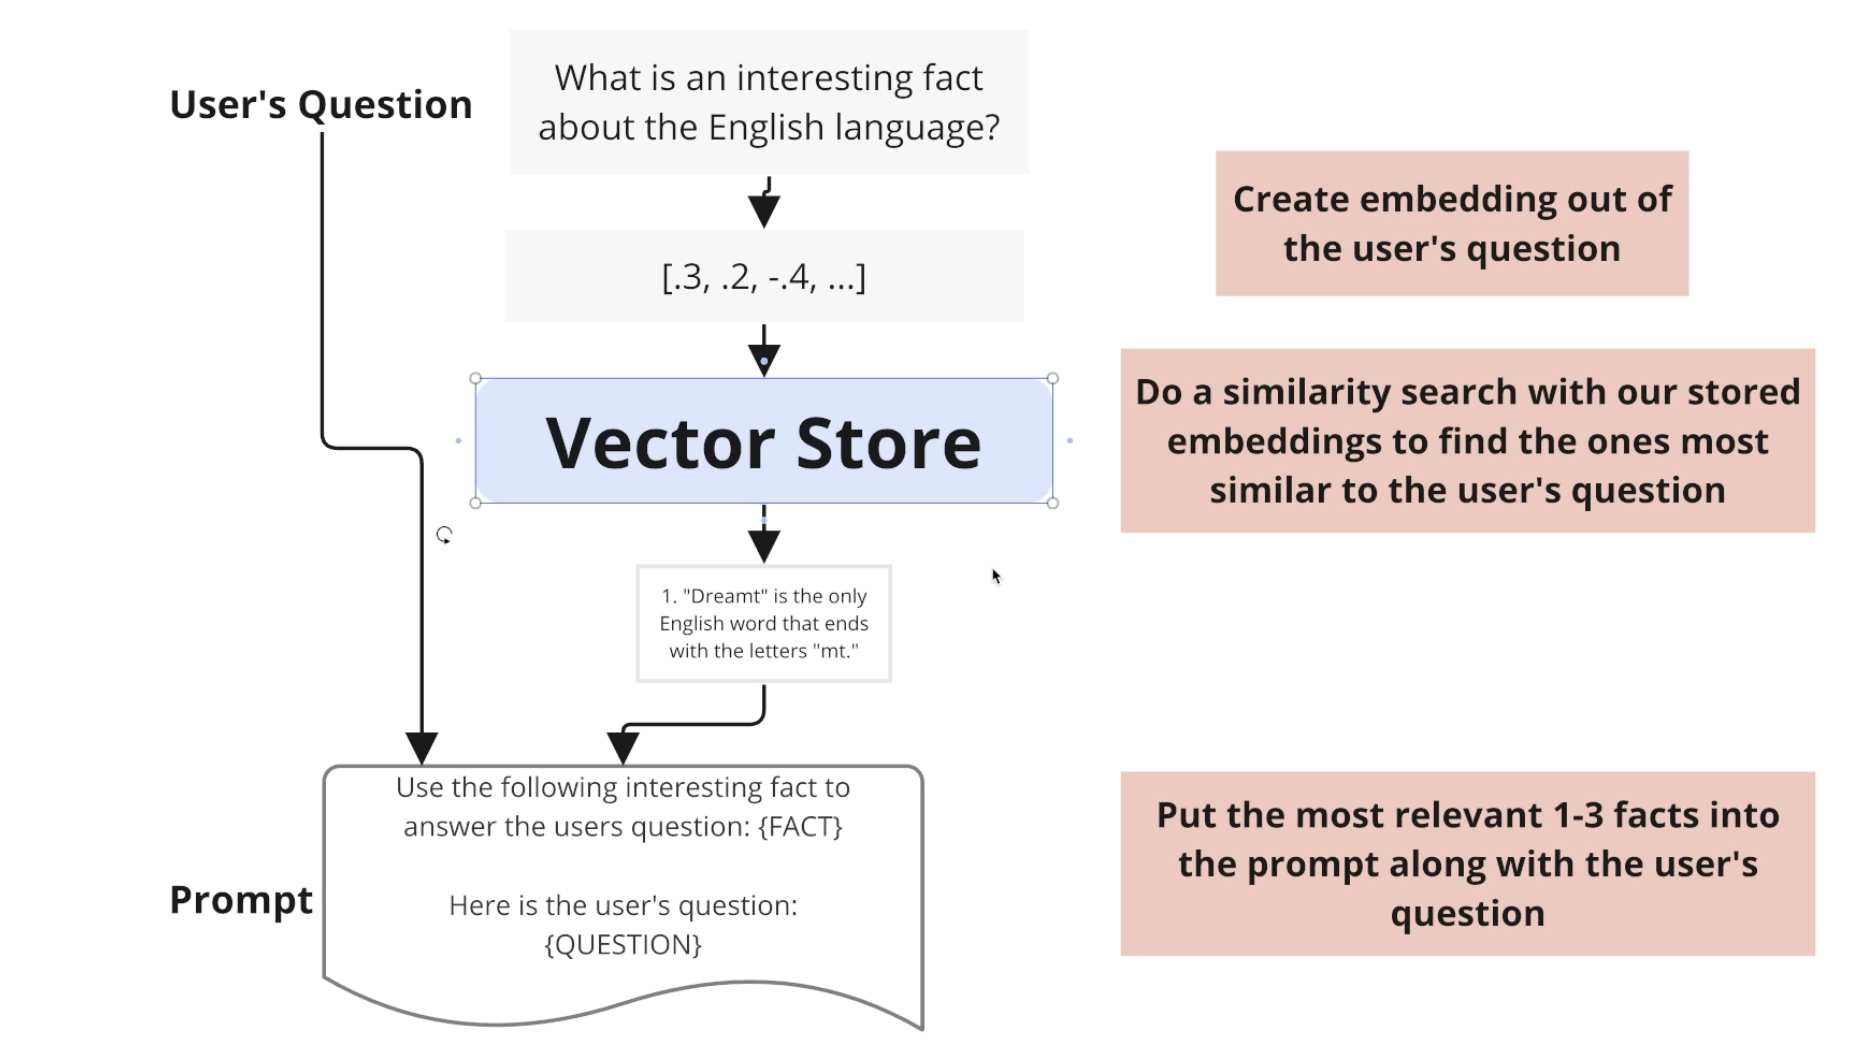 User's Question
What is an interesting fact
about the English language?
Create embedding out of
the user's question
[.3, .2, -.4, ...]
Vector Store
Do a similarity search with our stored
embeddings to find the ones most
similar to the user's question
1. "Dreamt" is the only
English word that ends
with the letters "mt."
Prompt
Use the following interesting fact to
answer the users question: {FACT}
Here is the user's question:
{QUESTION}
Put the most relevant 1-3 facts into
the prompt along with the user's
question